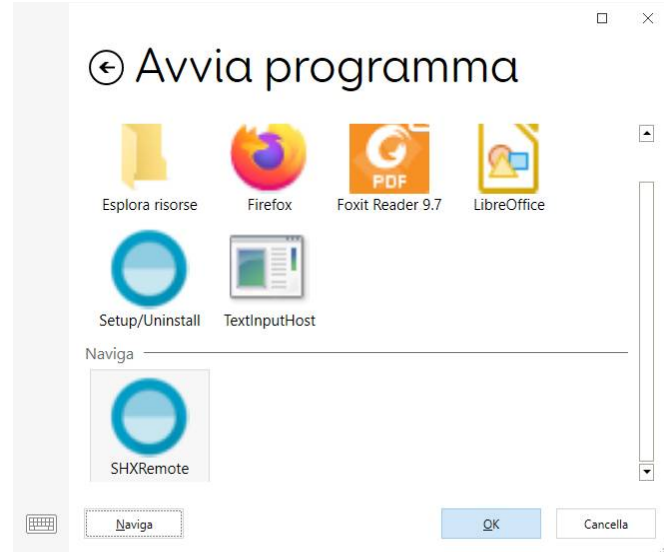 Avvia programma
PDF
Esplora risorse
Firefox
Foxit Reader 9.7
LibreOffice
Setup/Uninstall
TextInputHost
Naviga
SHXRemote
Naviga
OK
Cancella